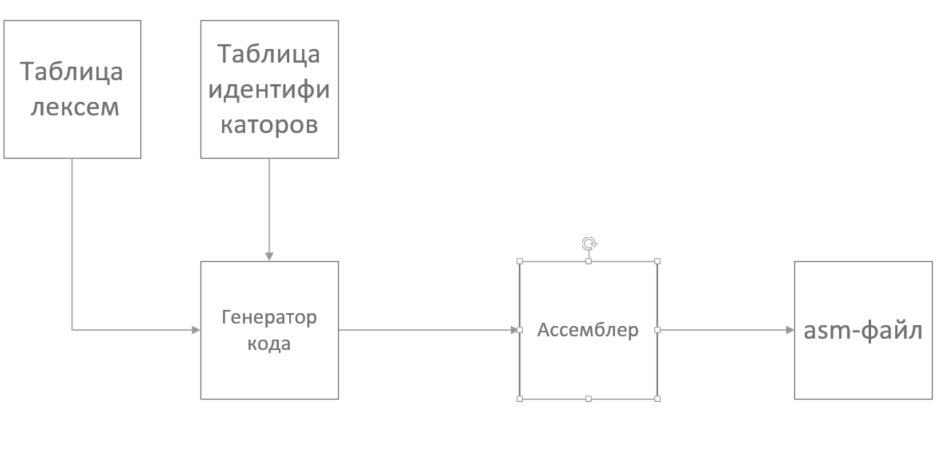 Таблица
лексем
Таблица
идентифи
каторов
Генератор
кода
Ассемблер
asm-файл